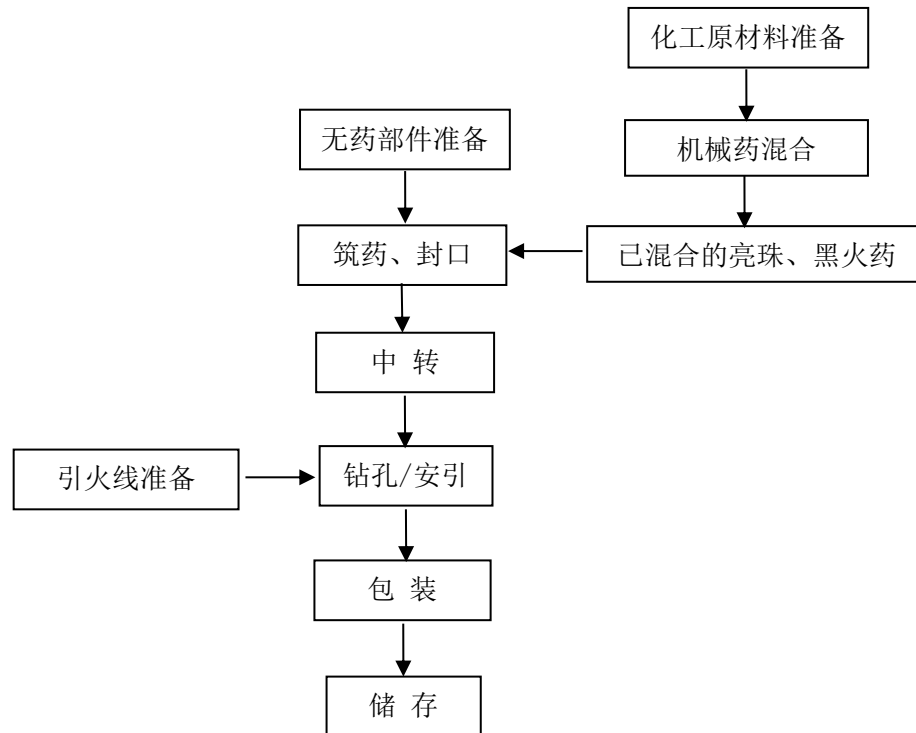 化工原材料准备
无药部件准备
机械药混合
筑药、封口
已混合的亮珠、黑火药
中 转
引火线准备
钻孔/安引
包 装
储 存